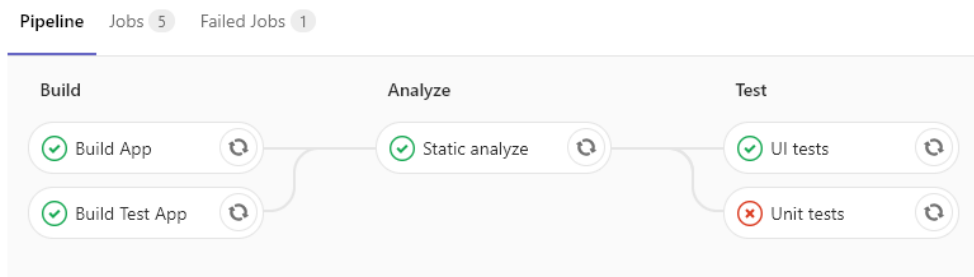 Pipeline Jobs 5 Failed Jobs 1
Build Analyze Test
Build App Static analyze UI tests
Build Test App Unit tests